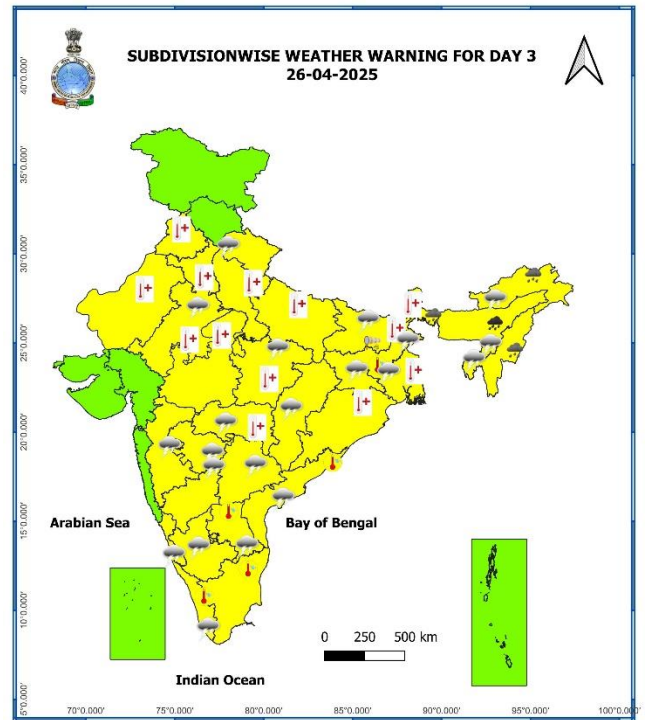 SUBDIVISIONWISE WEATHER WARNING FOR DAY 3
26-04-2025
40°0.000'
35°0.000'
30°0.000'
25°0.000'
20°0.000'
15°0.000'
10°0.000'
5°0.000'
Arabian Sea
Bay of Bengal
0 250 500 km
Indian Ocean
70°0.000' 75°0.000' 80°0.000' 85°0.000' 90°0.000' 95°0.000' 100°0.000'